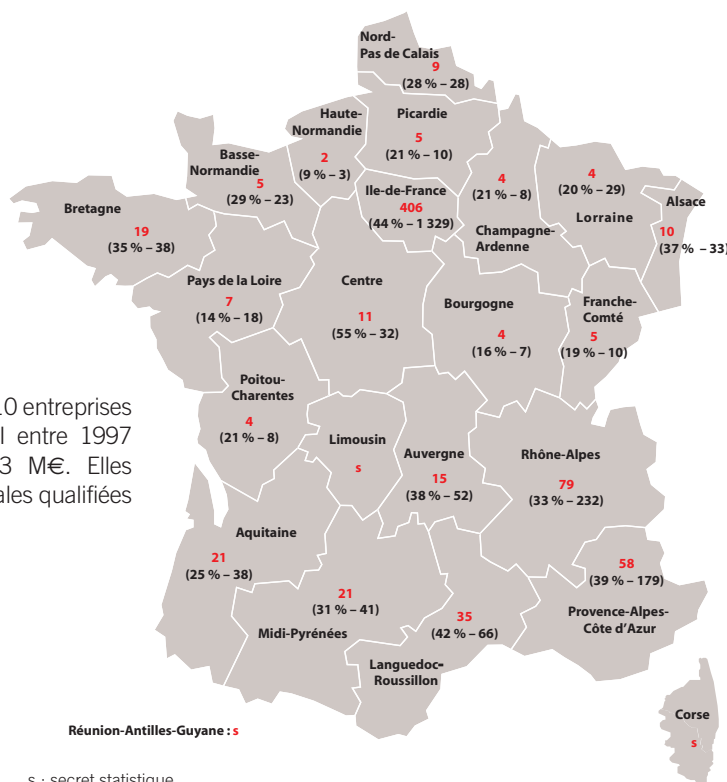 Nord-
Pas de Calais
9
(28 % – 28)
Haute-
Normandie
2
(9 % – 3)
Picardie
5
(21 % – 10)
Basse-
Normandie
5
(29 % – 23)
Ile-de-France
406
(44 % – 1 329)
4
(21 % – 8)
Champagne-
Ardenne
4
(20 % – 29)
Lorraine
Alsace
10
(37 % – 33)
Bretagne
19
(35 % – 38)
Pays de la Loire
7
(14 % – 18)
Centre
11
(55 % – 32)
Bourgogne
4
(16 % – 7)
Franche-
Comté
5
(19 % – 10)
10 entreprises
l entre 1997
3 M€. Elles
ales qualifiées
Poitou-
Charentes
4
(21 % – 8)
Limousin
s
Auvergne
15
(38 % – 52)
Rhône-Alpes
79
(33 % – 232)
Aquitaine
21
(25 % – 38)
21
(31 % – 41)
Midi-Pyrénées
35
(42 % – 66)
Languedoc-
Roussillon
58
(39 % – 179)
Provence-Alpes-
Côte d'Azur
Corse
s
Réunion-Antilles-Guyane : s
s : secret statistique